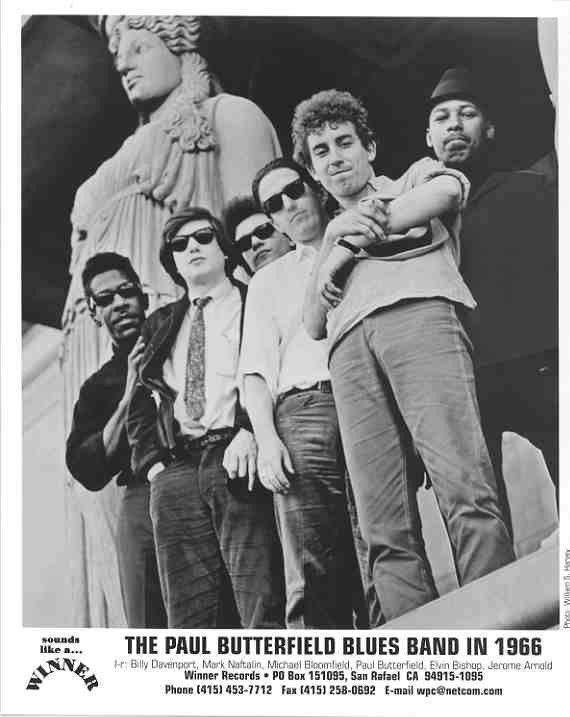 Photo: William S. Harvey
sounds
like a...
WINNER
THE PAUL BUTTERFIELD BLUES BAND IN 1966
l-r: Billy Davenport, Mark Naftalin, Michael Bloomfield, Paul Butterfield, Elvin Bishop, Jerome Arnold
Winner Records • PO Box 151095, San Rafael CA 94915-1095
Phone (415) 453-7712 Fax (415) 258-0692 E-mail wpc@netcom.com